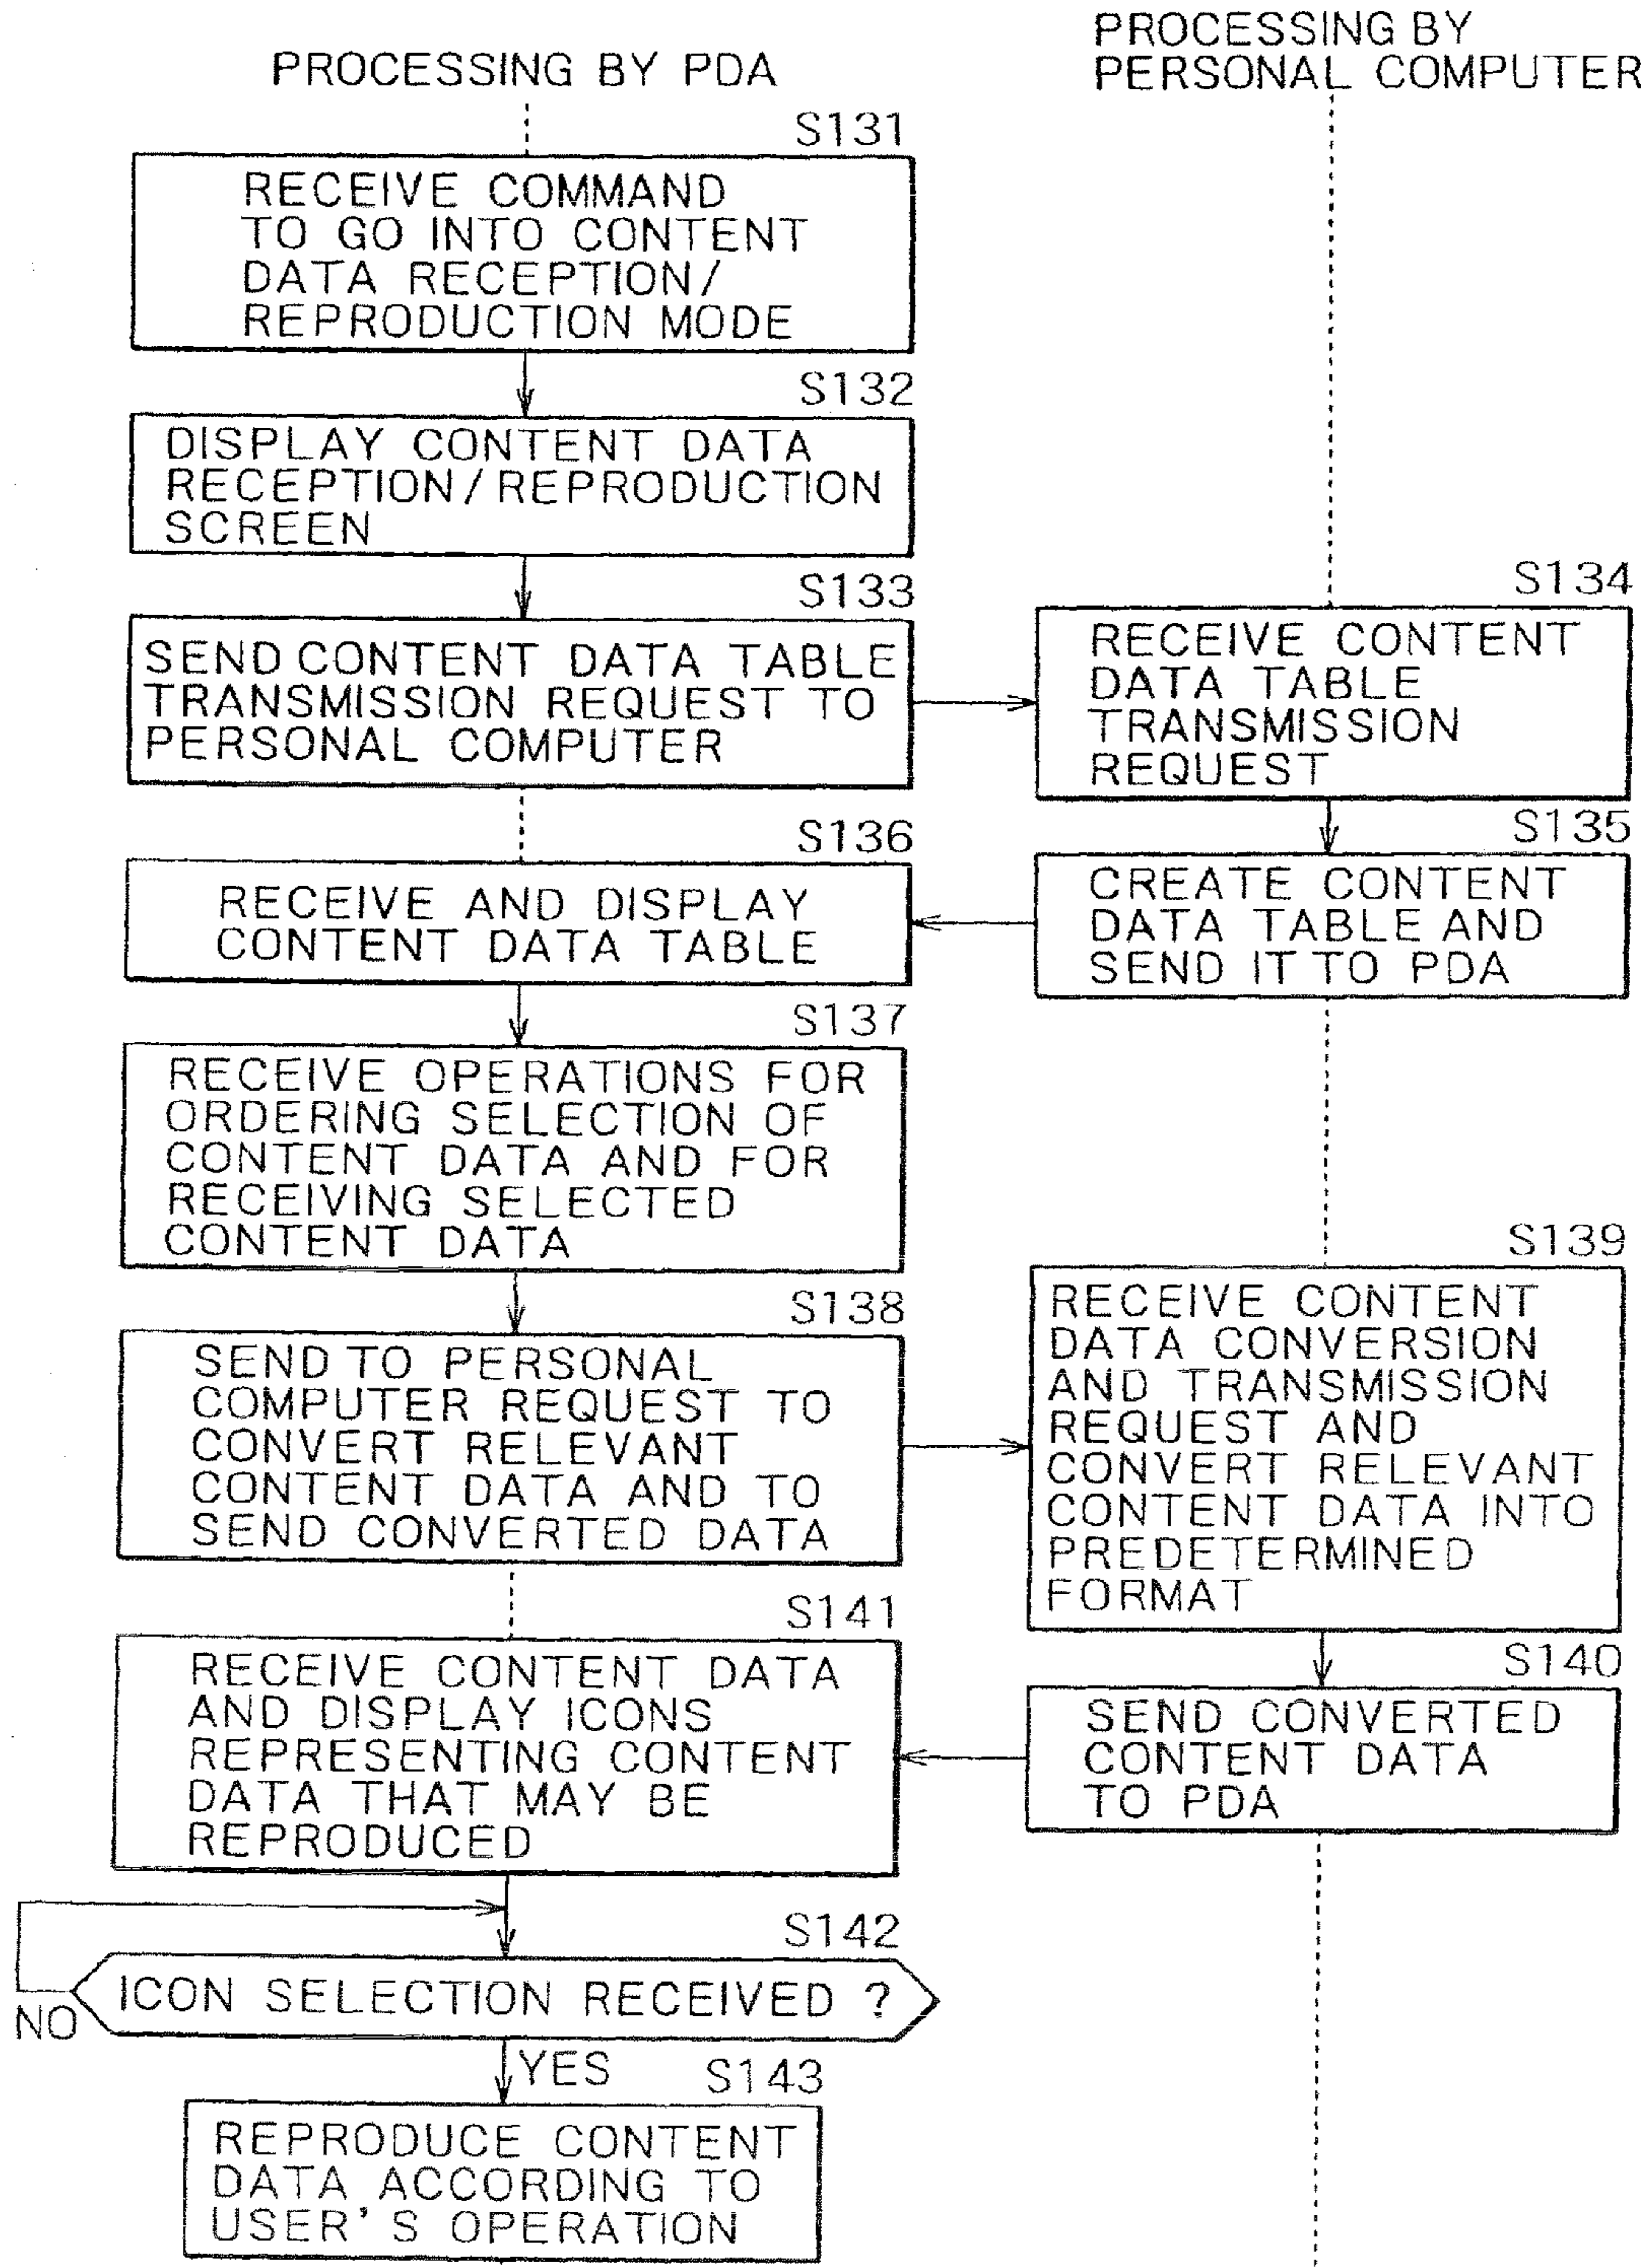 PROCESSING BY PDA
PROCESSING BY
PERSONAL COMPUTER
S131
RECEIVE COMMAND
TO GO INTO CONTENT
DATA RECEPTION/
REPRODUCTION MODE
S132
DISPLAY CONTENT DATA
RECEPTION/REPRODUCTION
SCREEN
S133
SEND CONTENT DATA TABLE
TRANSMISSION REQUEST TO
PERSONAL COMPUTER
S134
RECEIVE CONTENT
DATA TABLE
TRANSMISSION
REQUEST
S135
CREATE CONTENT
DATA TABLE AND
SEND IT TO PDA
S136
RECEIVE AND DISPLAY
CONTENT DATA TABLE
S137
RECEIVE OPERATIONS FOR
ORDERING SELECTION OF
CONTENT DATA AND FOR
RECEIVING SELECTED
CONTENT DATA
S138
SEND TO PERSONAL
COMPUTER REQUEST TO
CONVERT RELEVANT
CONTENT DATA AND TO
SEND CONVERTED DATA
S139
RECEIVE CONTENT
DATA CONVERSION
AND TRANSMISSION
REQUEST AND
CONVERT RELEVANT
CONTENT DATA INTO
PREDETERMINED
FORMAT
S140
SEND CONVERTED
CONTENT DATA
TO PDA
S141
RECEIVE CONTENT DATA
AND DISPLAY ICONS
REPRESENTING CONTENT
DATA THAT MAY BE
REPRODUCED
S142
ICON SELECTION RECEIVED ?
NO
YES
S143
REPRODUCE CONTENT
DATA ACCORDING TO
USER'S OPERATION